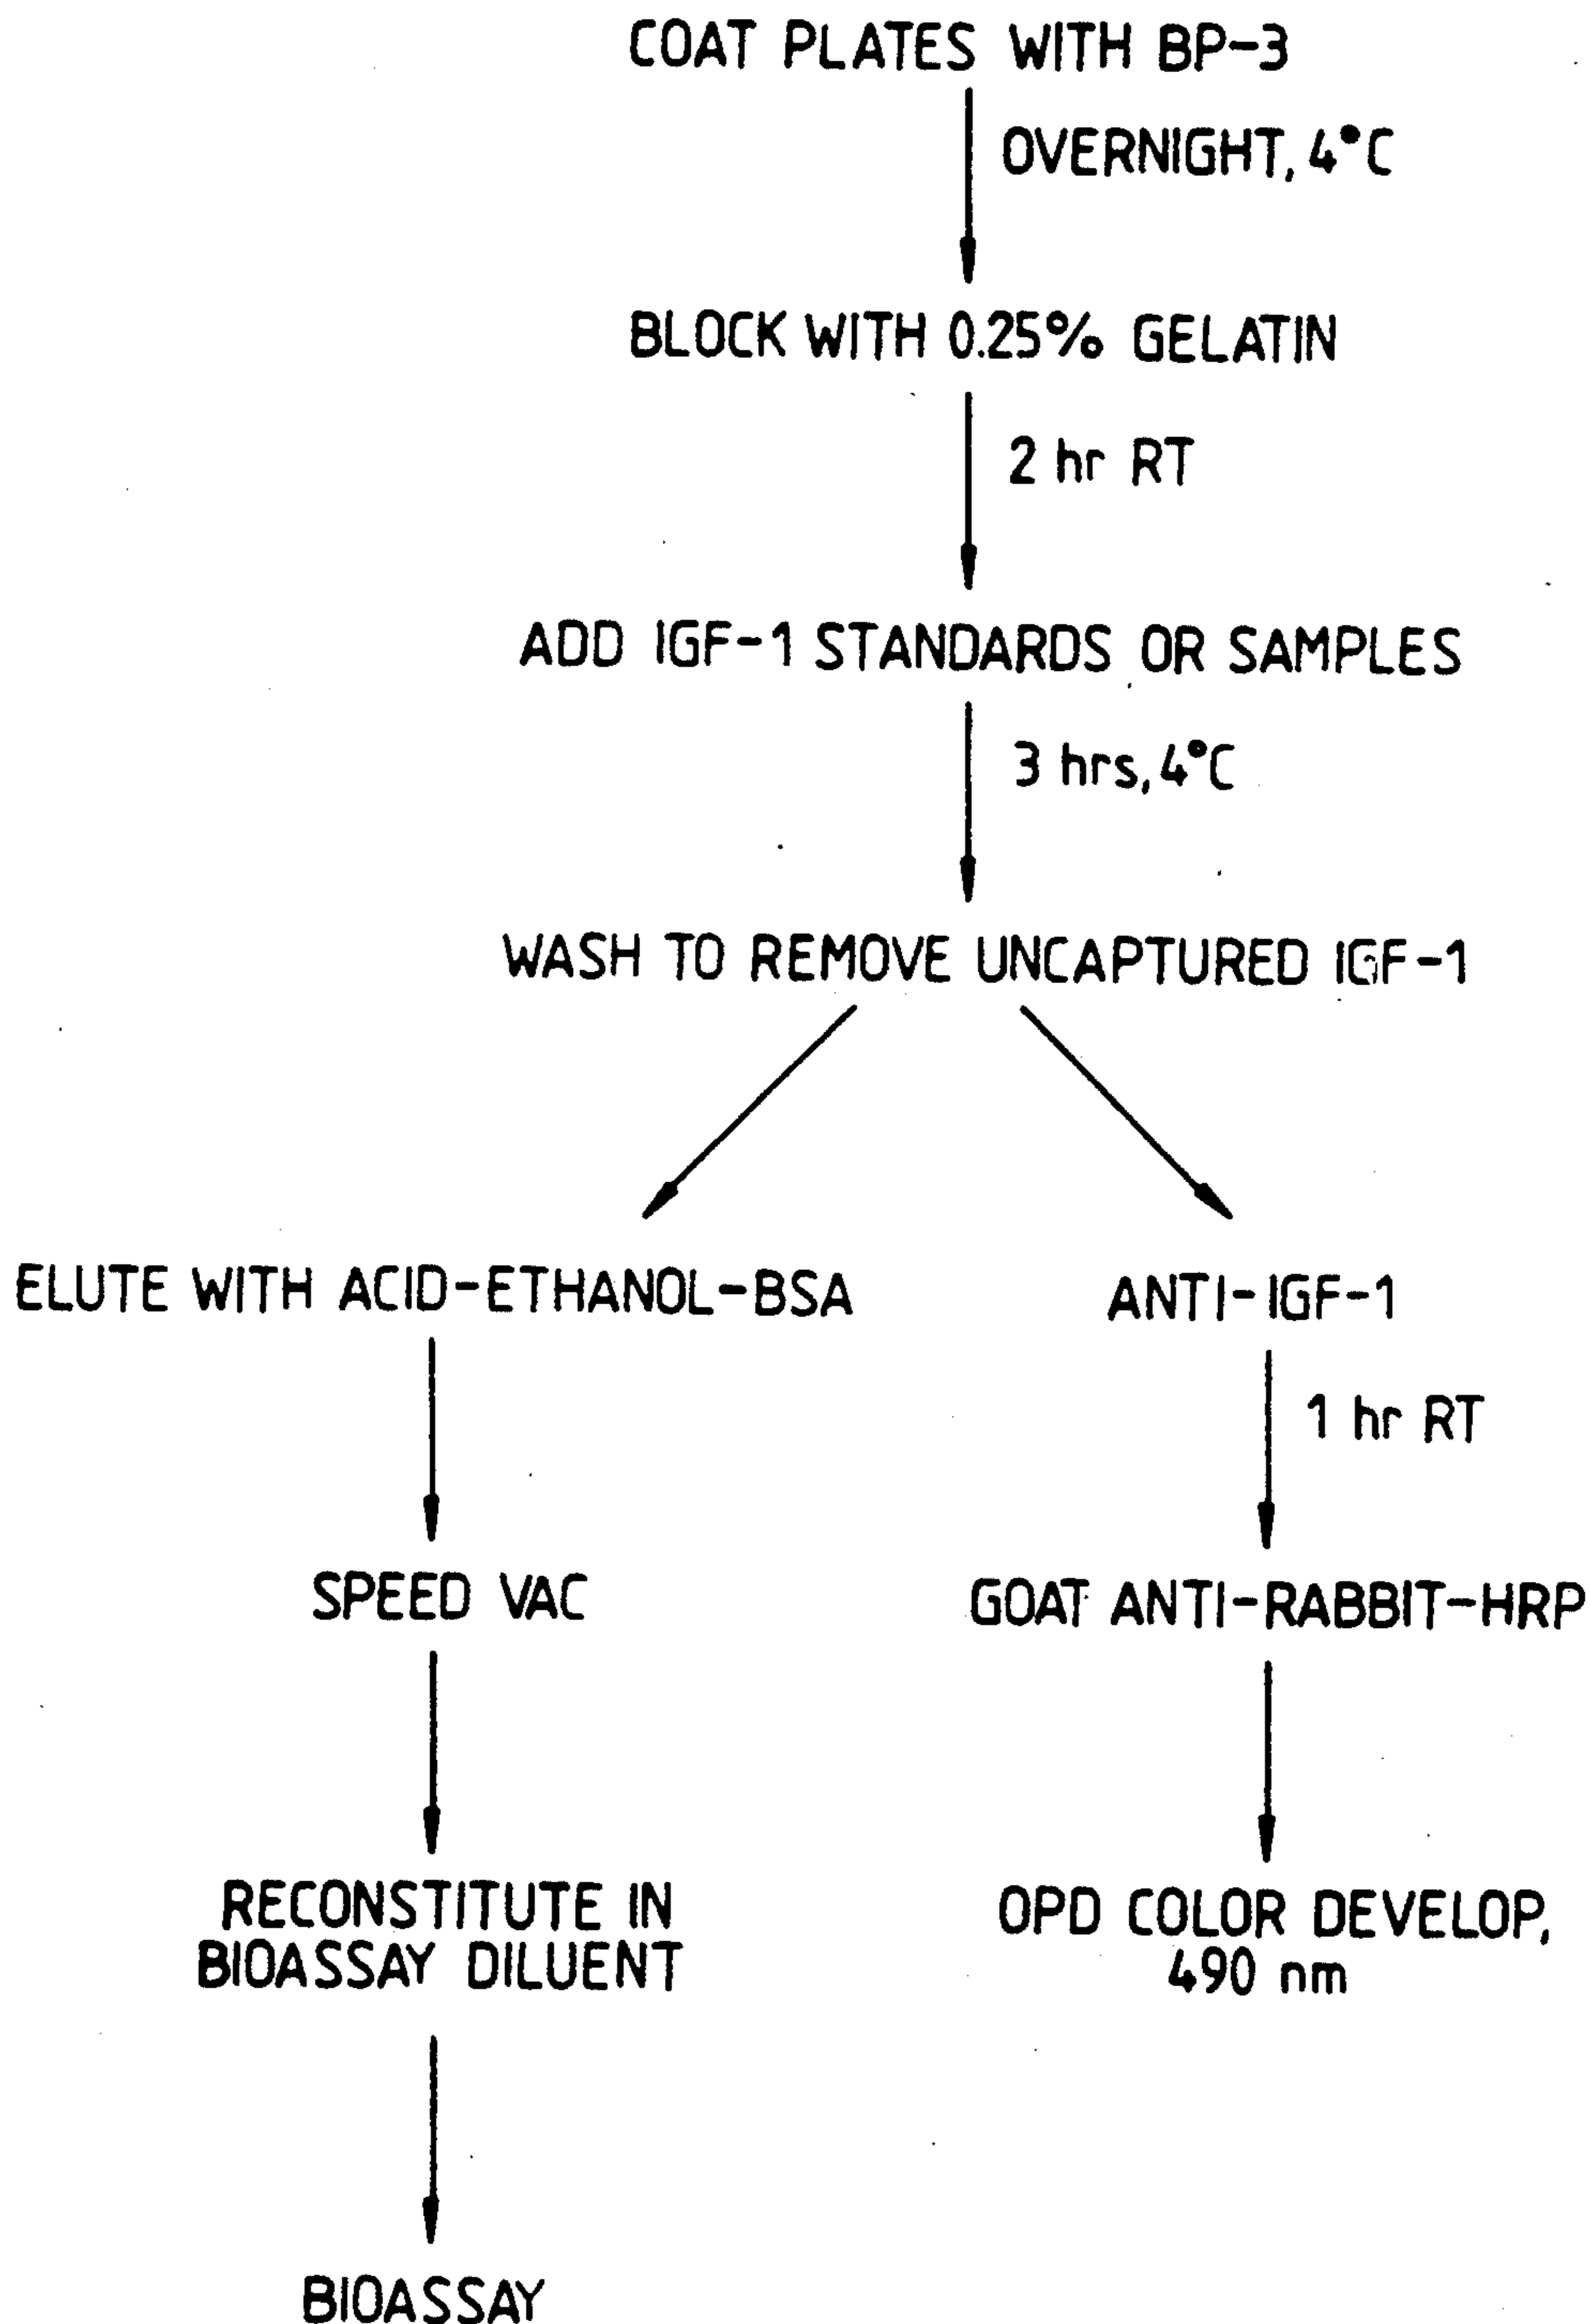 COAT PLATES WITH BP-3
OVERNIGHT, 4°C
BLOCK WITH 0.25% GELATIN
2 hr RT
ADD IGF-1 STANDARDS OR SAMPLES
3 hrs, 4°C
WASH TO REMOVE UNCAPTURED IGF-1
ELUTE WITH ACID-ETHANOL-BSA
SPEED VAC
RECONSTITUTE IN
BIOASSAY DILUENT
BIOASSAY
ANTI-IGF-1
1 hr RT
GOAT ANTI-RABBIT-HRP
OPD COLOR DEVELOP,
490 nm